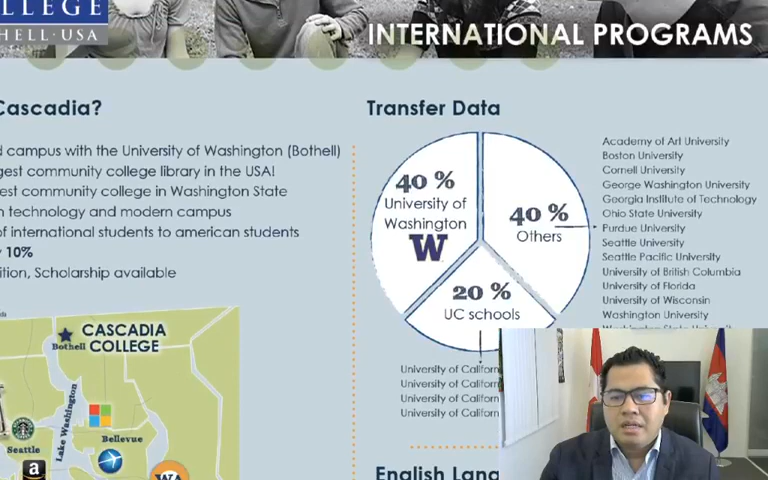 LLEGE
HELL·USA
INTERNATIONAL PROGRAMS
Cascadia?
campus with the University of Washington (Bothell)
community college library in the USA!
community college in Washington State
technology and modern campus
of international students to american students
10%
Scholarship available
Transfer Data
40 %
University of
Washington
W
40 %
Others
20 %
UC schools
Academy of Art University
Boston University
Cornell University
George Washington University
Georgia Institute of Technology
Ohio State University
Purdue University
Seattle University
Seattle Pacific University
University of British Columbia
University of Florida
University of Wisconsin
Washington University
University of Californ
University of Californ
University of Californ
University of Californ
CASCADIA
COLLEGE
Bothell
Lake Washington
Bellevue
Seattle
a
WA
English Lang